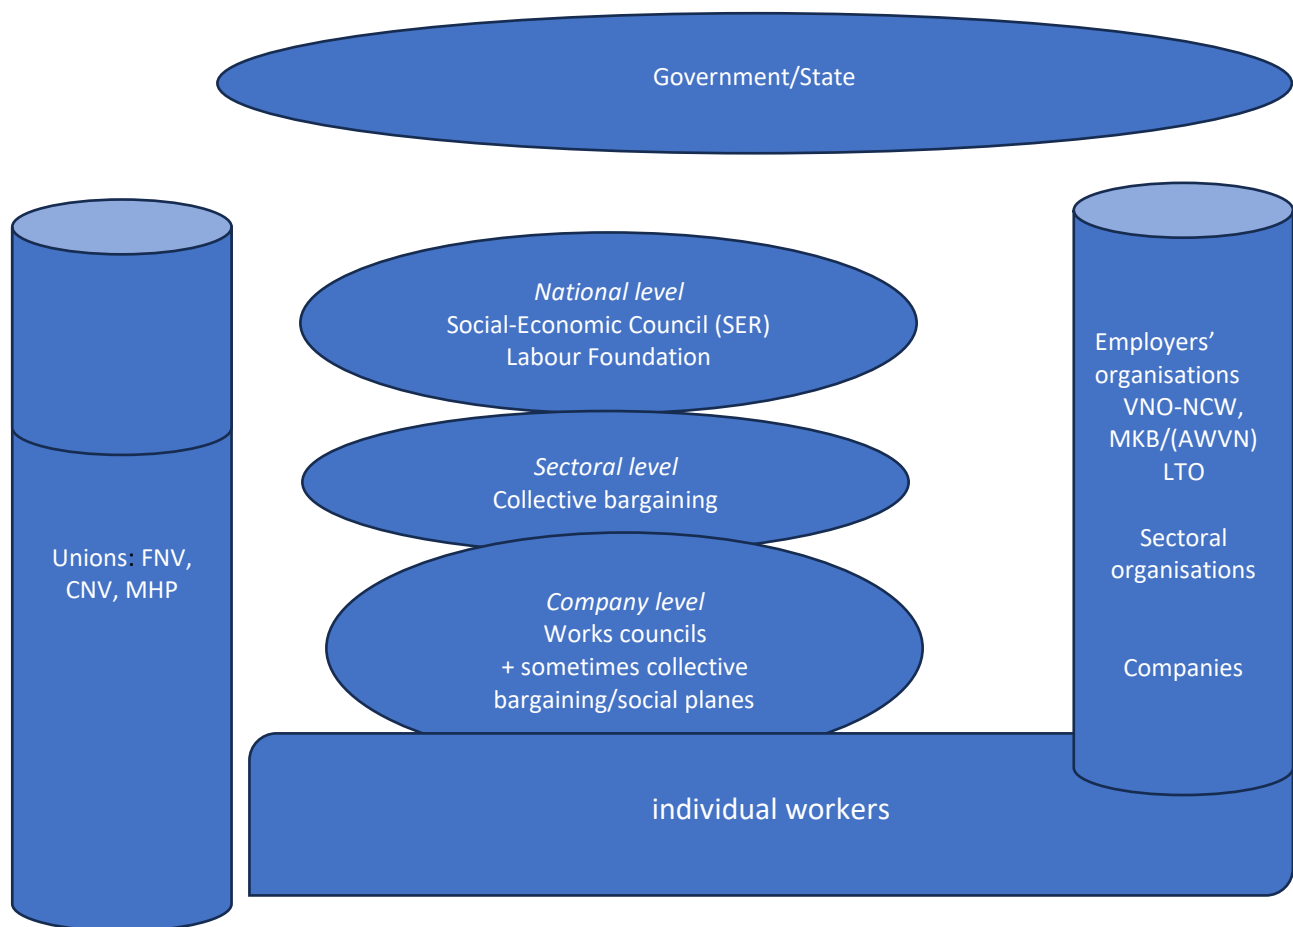 Government/State
National level
Social-Economic Council (SER)
Labour Foundation
Sectoral level
Collective bargaining
Company level
Works councils
+ sometimes collective
bargaining/social planes
individual workers
Unions: FNV,
CNV, MHP
Employers’
organisations
VNO-NCW,
MKB/(AWVN)
LTO
Sectoral
organisations
Companies